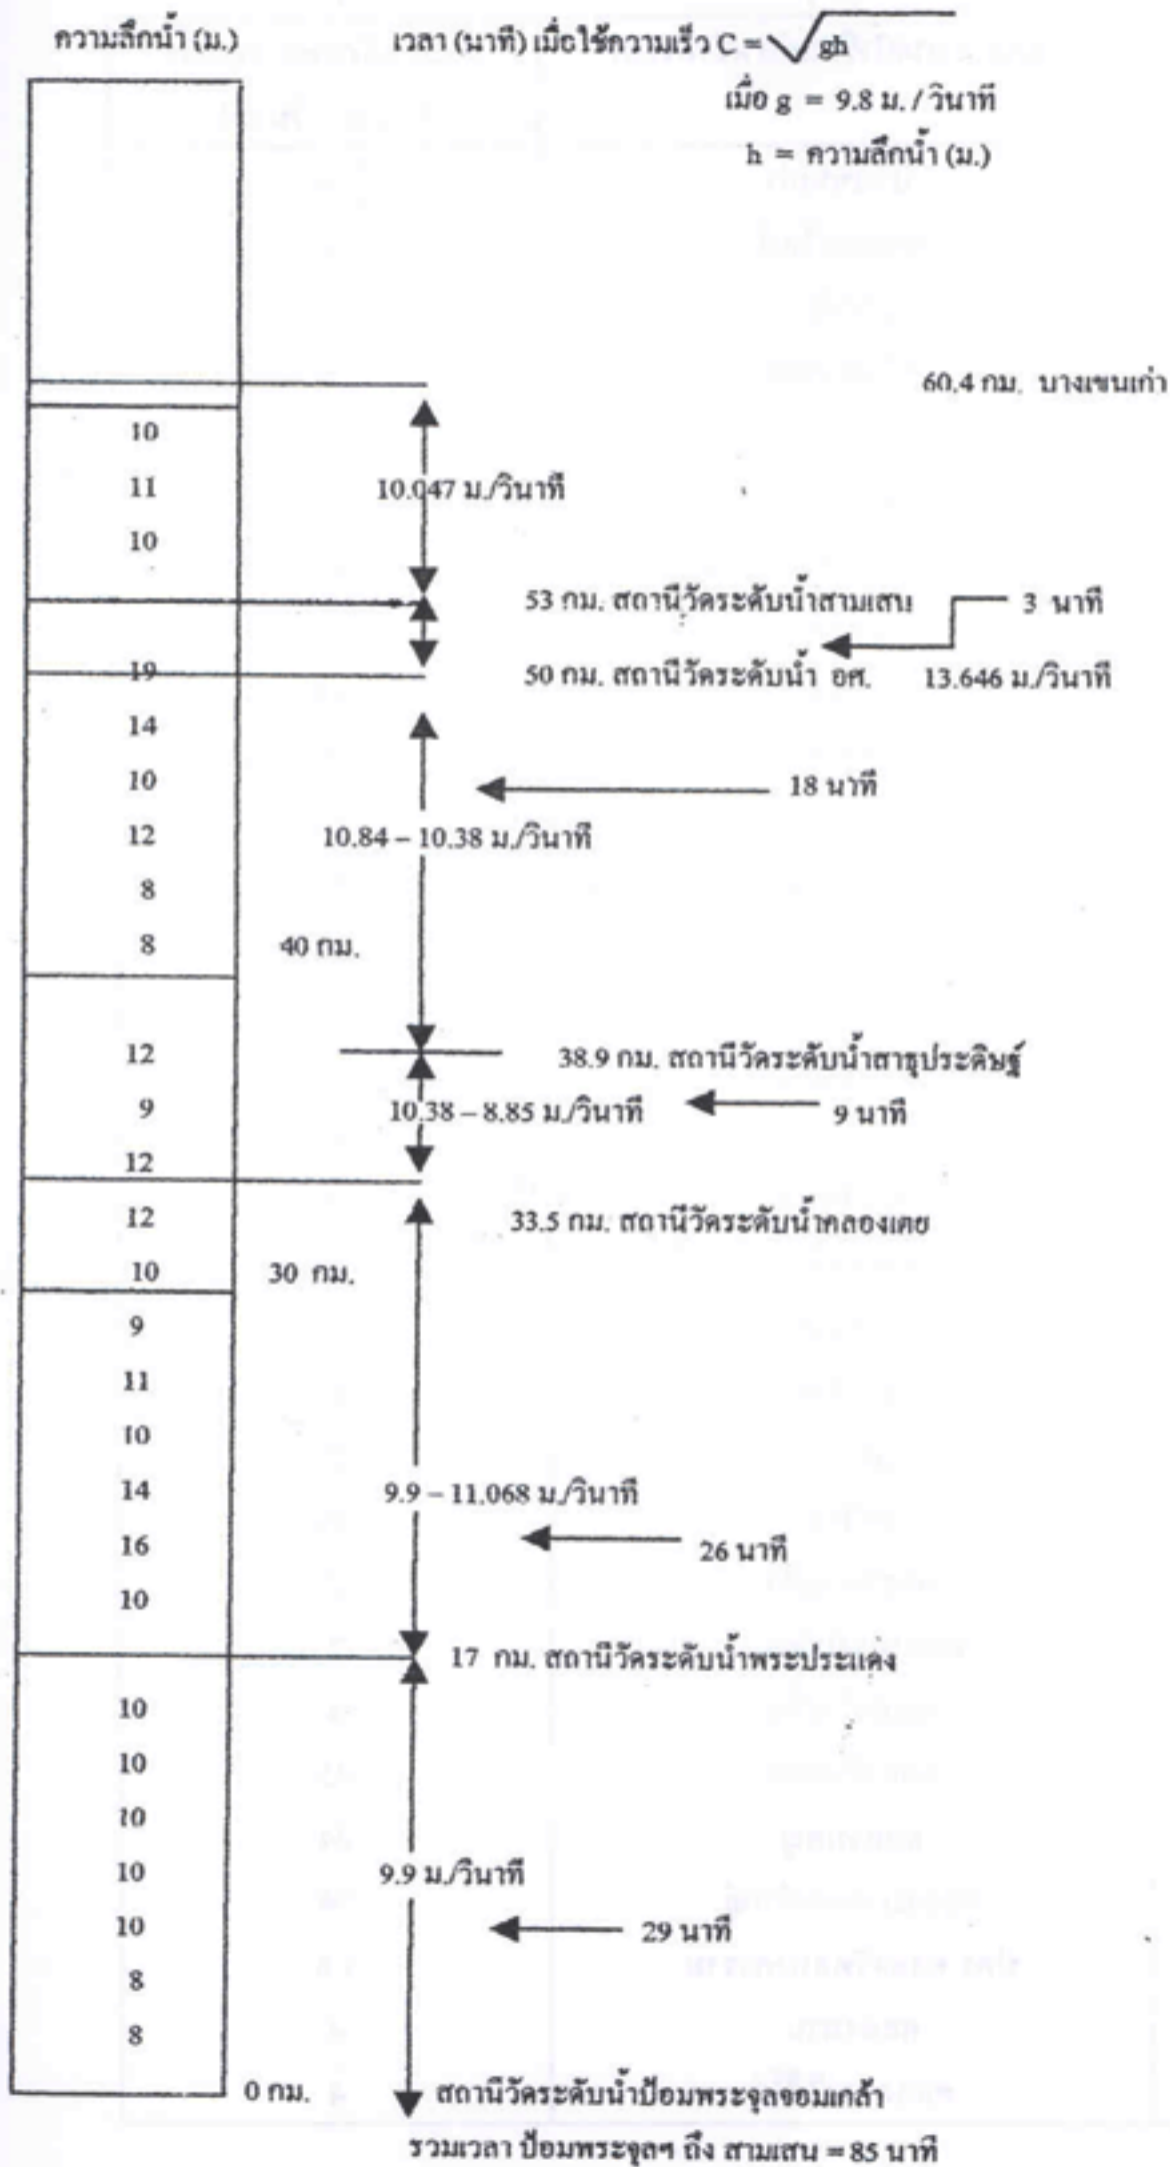 ความลึกน้ำ (ม.) เวลา (นาที) เมื่อใช้ความเร็ว C = √gh
เมื่อ g = 9.8 ม. / วินาที
h = ความลึกน้ำ (ม.)
60.4 กม. บางเขนเก่า
10
11 10.047 ม./วินาที
10
53 กม. สถานีวัดระดับน้ำสามเสน 3 นาที
19 50 กม. สถานีวัดระดับน้ำ อศ. 13.646 ม./วินาที
14
10 18 นาที
12 10.84 – 10.38 ม./วินาที
8
8 40 กม.
12 38.9 กม. สถานีวัดระดับน้ำสาธุประดิษฐ์
9 10.38 – 8.85 ม./วินาที 9 นาที
12
12 33.5 กม. สถานีวัดระดับน้ำคลองเตย
10 30 กม.
9
11
10
14 9.9 – 11.068 ม./วินาที
16 26 นาที
10
17 กม. สถานีวัดระดับน้ำพระประแดง
10
10
10
10 9.9 ม./วินาที
10 29 นาที
8
8
0 กม. สถานีวัดระดับน้ำป้อมพระจุลจอมเกล้า
รวมเวลา ป้อมพระจุลฯ ถึง สามเสน = 85 นาที